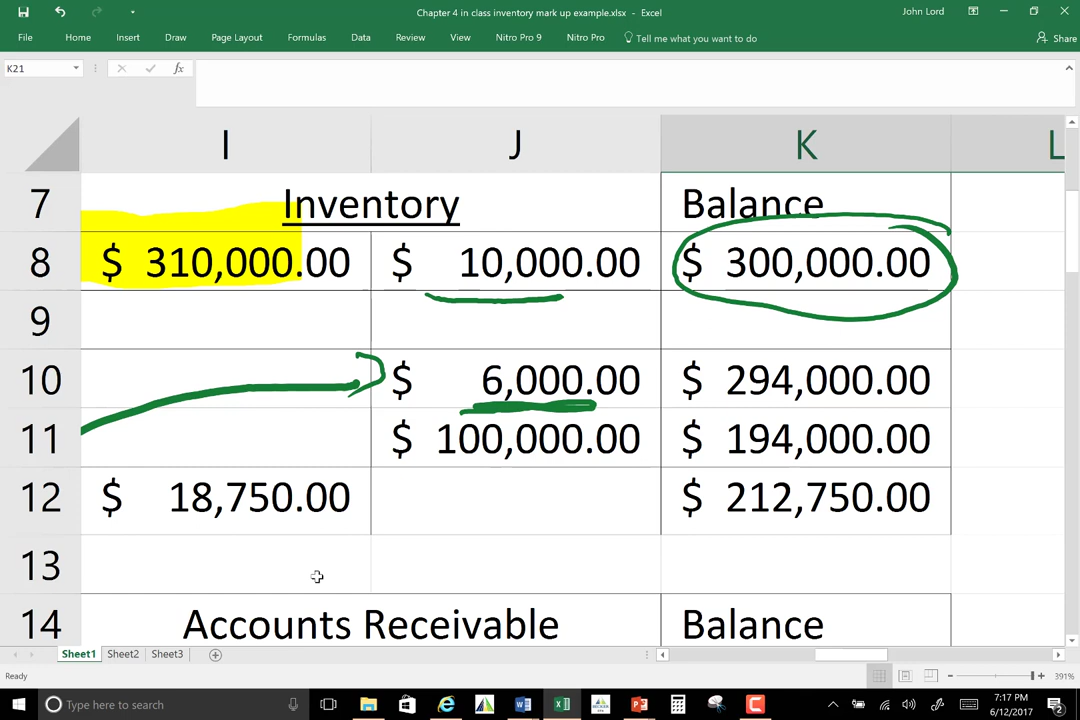 Chapter 4 in class inventory mark up example.xlsx - Excel
John Lord
File Home Insert Draw Page Layout Formulas Data Review View Nitro Pro 9 Nitro Pro Tell me what you want to do Share
K21 fx
I J K L
7 Inventory Balance
8 $ 310,000.00 $ 10,000.00 $ 300,000.00
9
10 $ 6,000.00 $ 294,000.00
11 $ 100,000.00 $ 194,000.00
12 $ 18,750.00 $ 212,750.00
13
14 Accounts Receivable Balance
Sheet1 Sheet2 Sheet3
Ready 391%
Type here to search 7:17 PM
6/12/2017